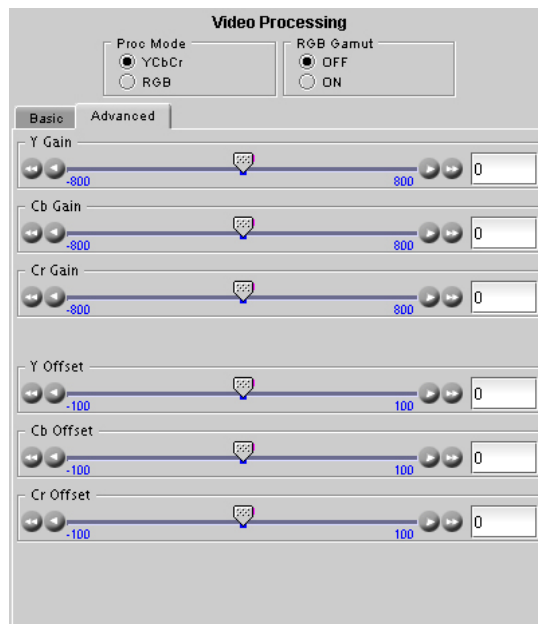 Video Processing
Proc Mode
RGB Gamut
YCbCr
OFF
RGB
ON
Basic
Advanced
Y Gain
-800
800
0
Cb Gain
-800
800
0
Cr Gain
-800
800
0
Y Offset
-100
100
0
Cb Offset
-100
100
0
Cr Offset
-100
100
0